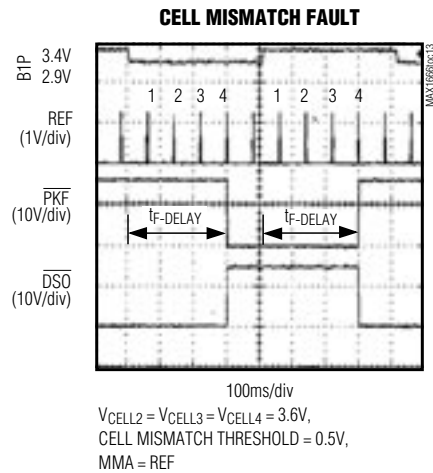 CELL MISMATCH FAULT
MAX1666toc13
B1P
3.4V
2.9V
1 2 3 4 1 2 3 4
REF
(1V/div)
PKF
(10V/div)
tF-DELAY tF-DELAY
DSO
(10V/div)
100ms/div
VCELL2 = VCELL3 = VCELL4 = 3.6V,
CELL MISMATCH THRESHOLD = 0.5V,
MMA = REF